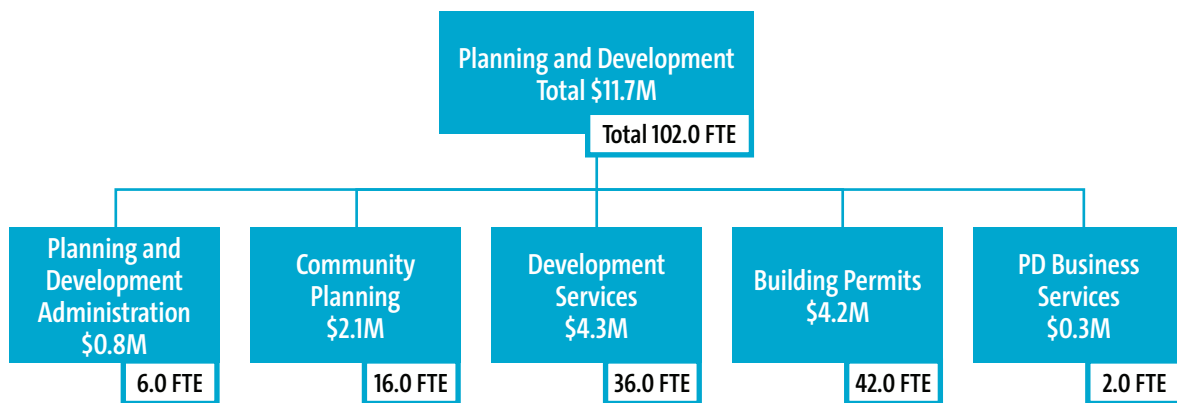 Planning and Development
Total $11.7M
Total 102.0 FTE
Planning and
Development
Administration
$0.8M
6.0 FTE
Community
Planning
$2.1M
16.0 FTE
Development
Services
$4.3M
36.0 FTE
Building Permits
$4.2M
42.0 FTE
PD Business
Services
$0.3M
2.0 FTE